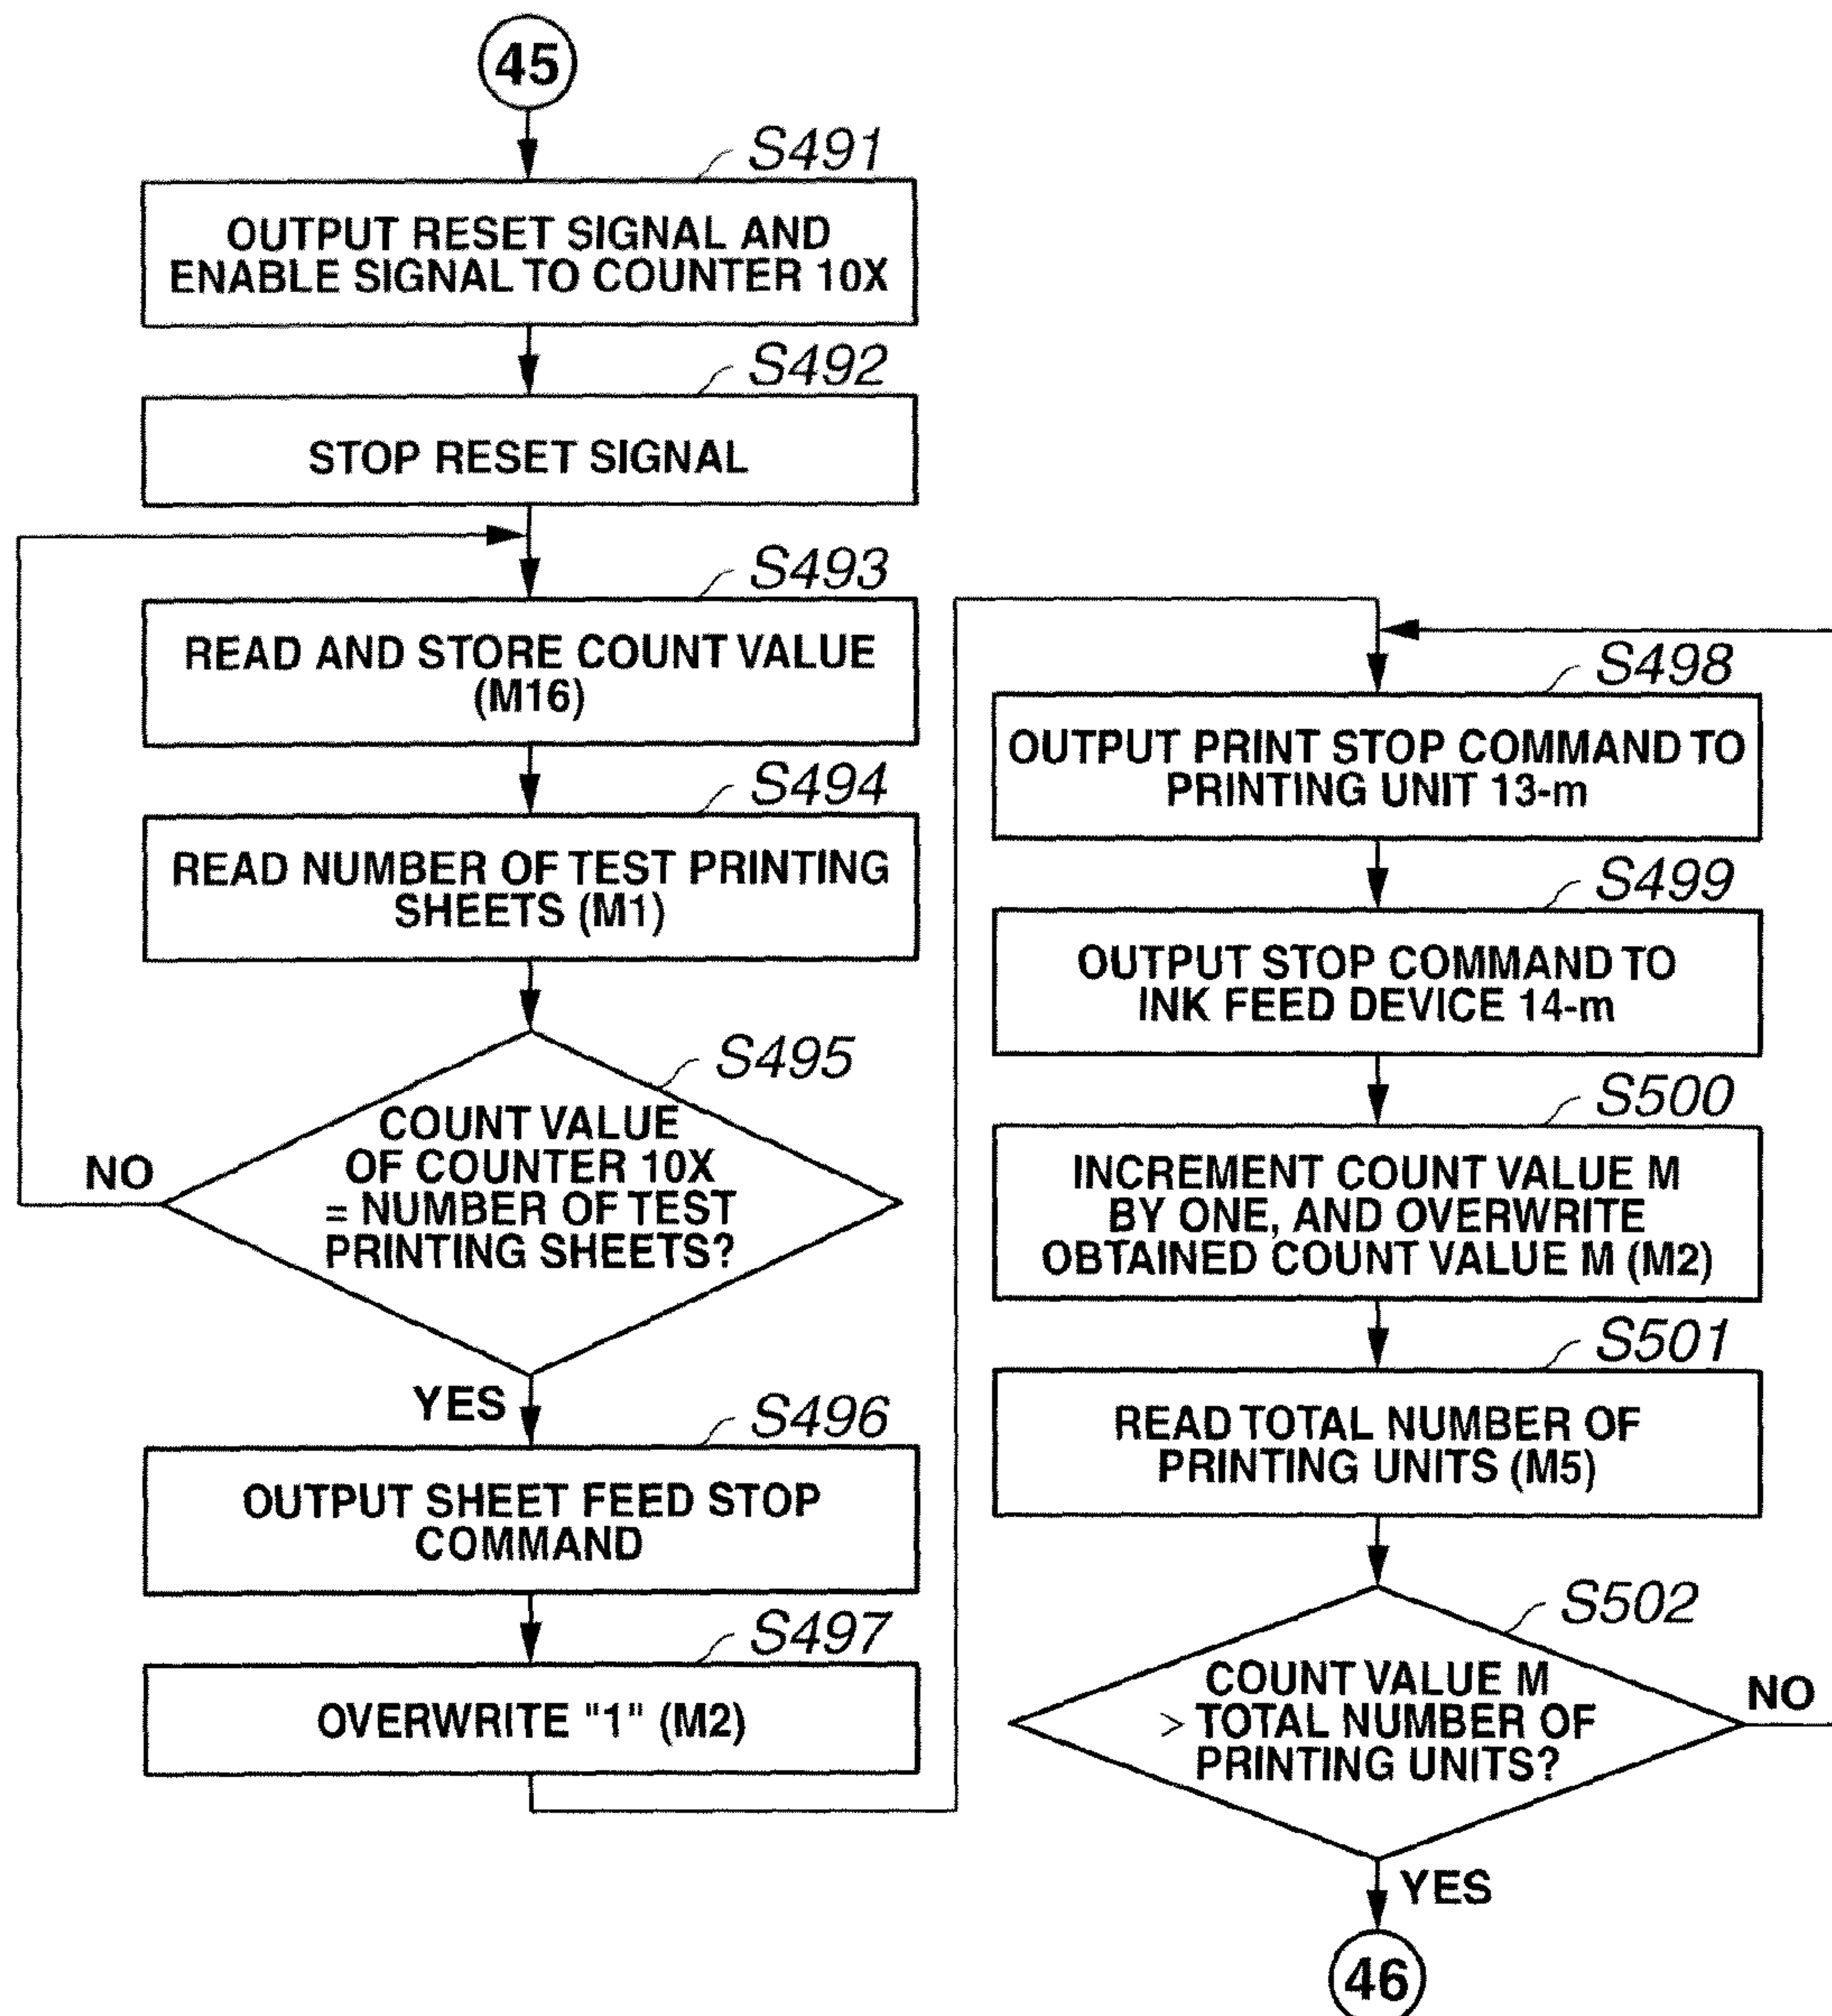 45
S491
OUTPUT RESET SIGNAL AND
ENABLE SIGNAL TO COUNTER 10X
S492
STOP RESET SIGNAL
S493
READ AND STORE COUNT VALUE
(M16)
S494
READ NUMBER OF TEST PRINTING
SHEETS (M1)
S495
COUNT VALUE
OF COUNTER 10X
= NUMBER OF TEST
PRINTING SHEETS?
NO
YES
S496
OUTPUT SHEET FEED STOP
COMMAND
S497
OVERWRITE "1" (M2)
S498
OUTPUT PRINT STOP COMMAND TO
PRINTING UNIT 13-m
S499
OUTPUT STOP COMMAND TO
INK FEED DEVICE 14-m
S500
INCREMENT COUNT VALUE M
BY ONE, AND OVERWRITE
OBTAINED COUNT VALUE M (M2)
S501
READ TOTAL NUMBER OF
PRINTING UNITS (M5)
S502
COUNT VALUE M
> TOTAL NUMBER OF
PRINTING UNITS?
NO
YES
46